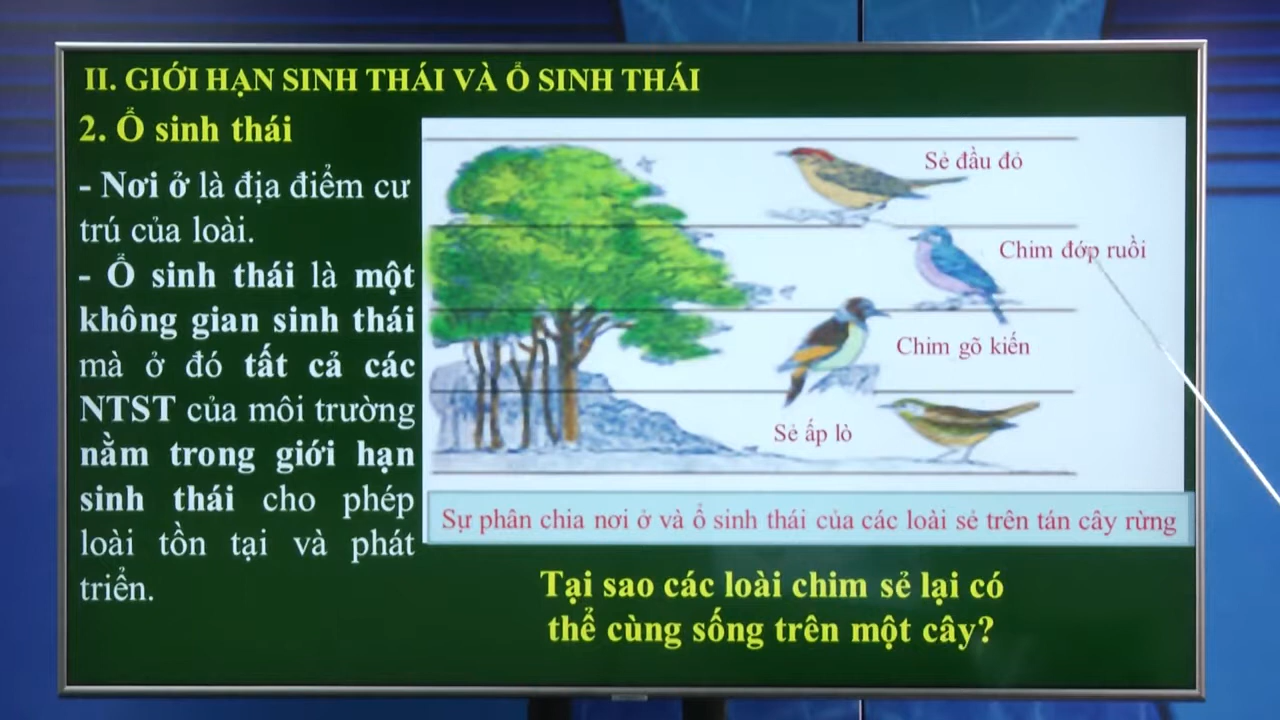 II. GIỚI HẠN SINH THÁI VÀ Ổ SINH THÁI
2. Ổ sinh thái
- Nơi ở là địa điểm cư
trú của loài.
- Ổ sinh thái là một
không gian sinh thái
mà ở đó tất cả các
NTST của môi trường
nằm trong giới hạn
sinh thái cho phép
loài tồn tại và phát
triển.
Sẻ đầu đỏ
Chim đớp ruồi
Chim gõ kiến
Sẻ ấp lò
Sự phân chia nơi ở và ổ sinh thái của các loài sẻ trên tán cây rừng
Tại sao các loài chim sẻ lại có
thể cùng sống trên một cây?